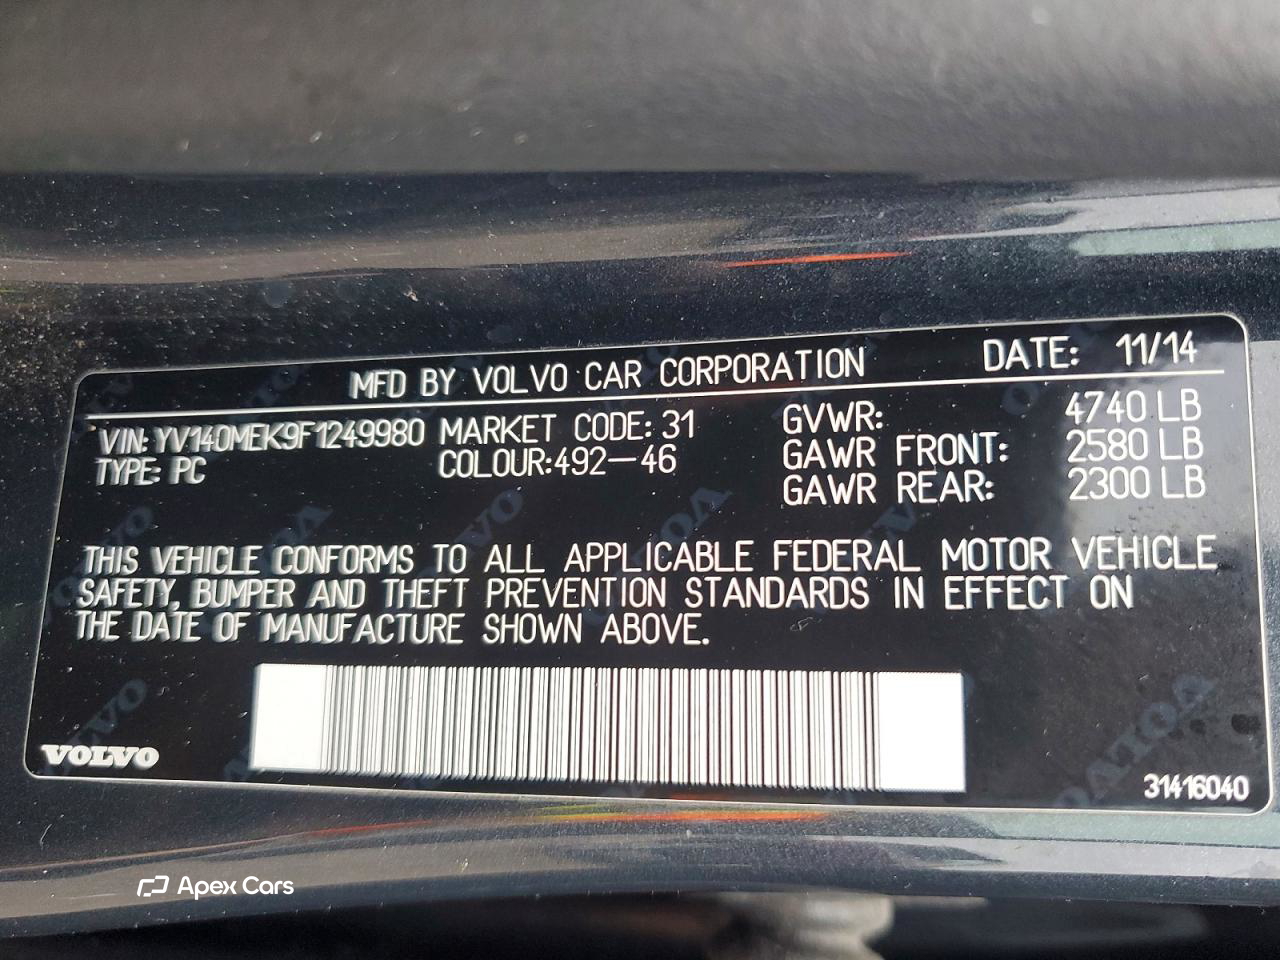 MFD BY VOLVO CAR CORPORATION DATE: 11/14
VIN: YV140MEK9F1249980 MARKET CODE: 31 GVWR: 4740 LB
TYPE: PC COLOUR:492-46 GAWR FRONT: 2580 LB
GAWR REAR: 2300 LB
THIS VEHICLE CONFORMS TO ALL APPLICABLE FEDERAL MOTOR VEHICLE
SAFETY, BUMPER AND THEFT PREVENTION STANDARDS IN EFFECT ON
THE DATE OF MANUFACTURE SHOWN ABOVE.
VOLVO
31416040
Apex Cars